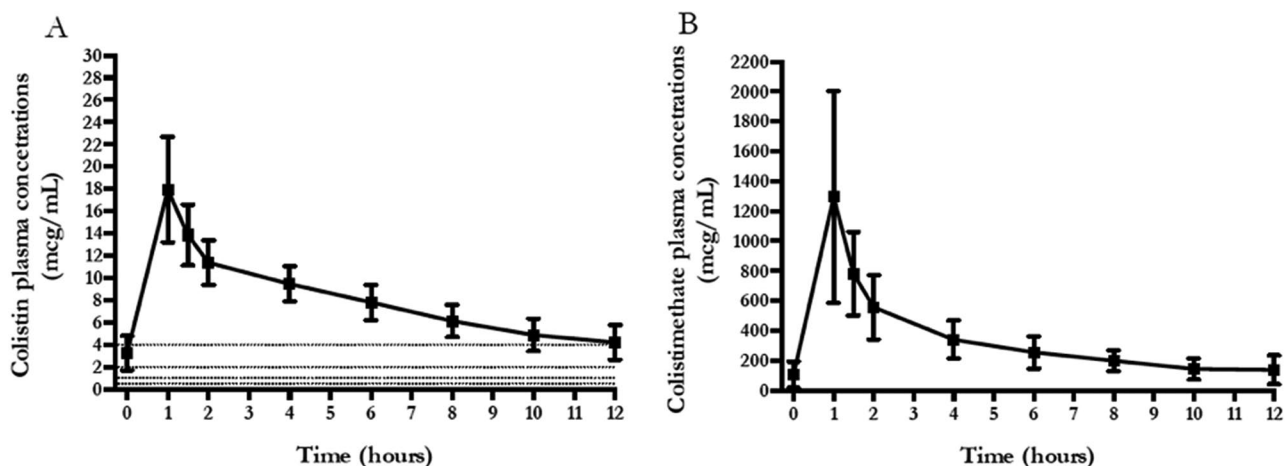 A
Colistin plasma concetrations
(mcg/mL)
30
28
26
24
22
20
18
16
14
12
10
8
6
4
2
0
0 1 2 4 6 7 8 9 10 11 12
Time (hours)
B
Colistimethate plasma concetrations
(mcg/mL)
2200
2000
1800
1600
1400
1200
1000
800
600
400
200
0
0 1 2 3 4 5 6 7 8 9 10 11 12
Time (hours)